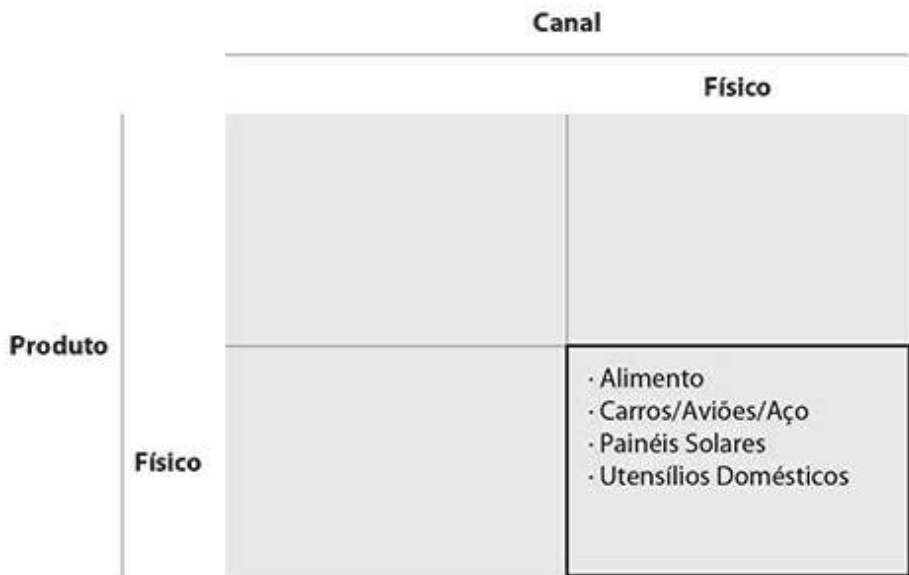 Canal
Físico
Produto
Físico
· Alimento
· Carros/Aviões/Aço
· Painéis Solares
· Utensílios Domésticos